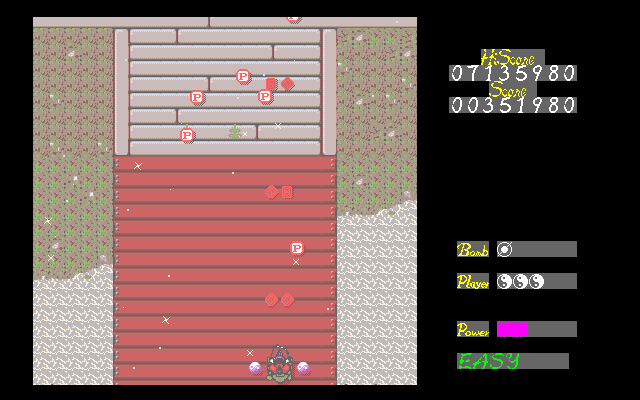 P
HiScore
07135980
P
P
P
Score
00351980
P
P
Bomb
Player
Power
EASY